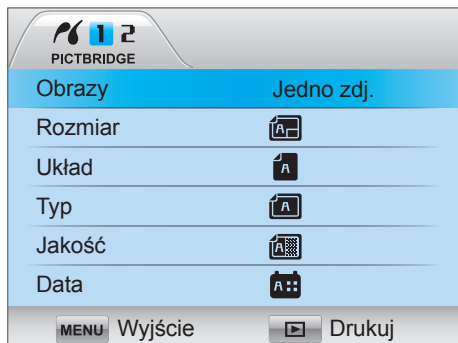 1 2
PICTBRIDGE
Obrazy Jedno zdj.
Rozmiar A
Układ A
Typ A
Jakość A
Data A
MENU Wyjście Drukuj